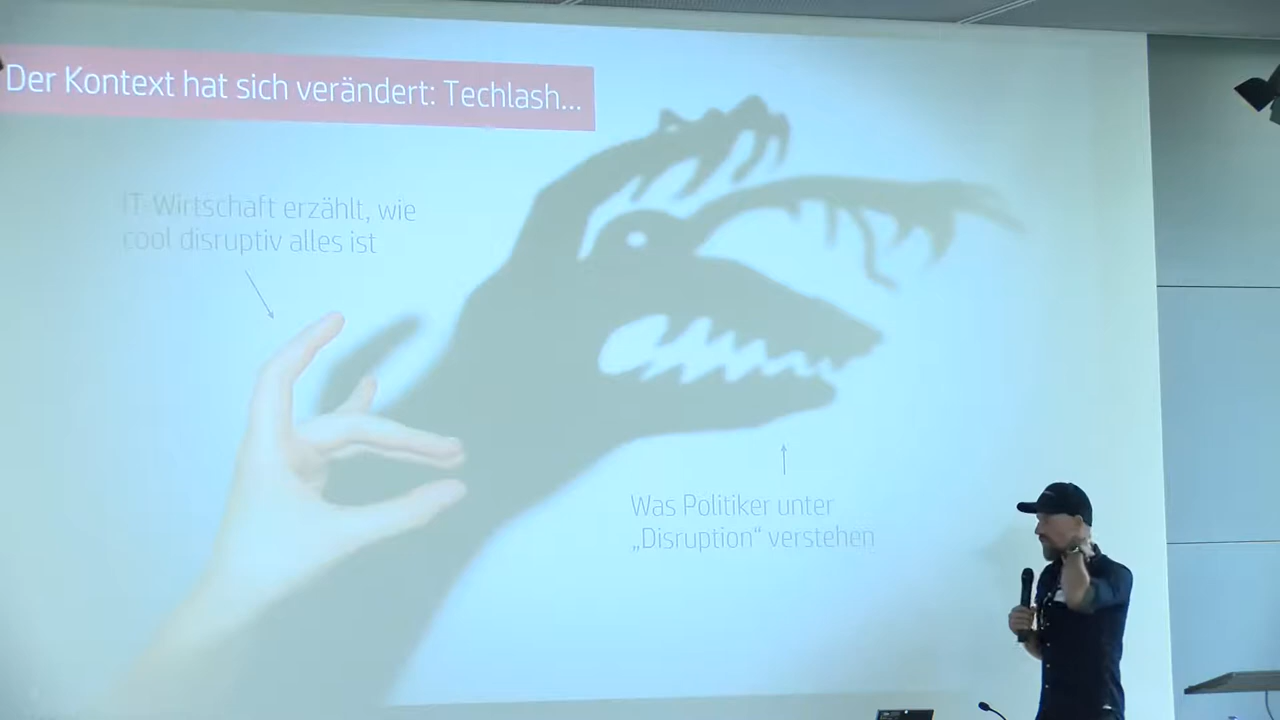 Der Kontext hat sich verändert: Techlash...
IT-Wirtschaft erzählt, wie
cool disruptiv alles ist
Was Politiker unter
„Disruption“ verstehen